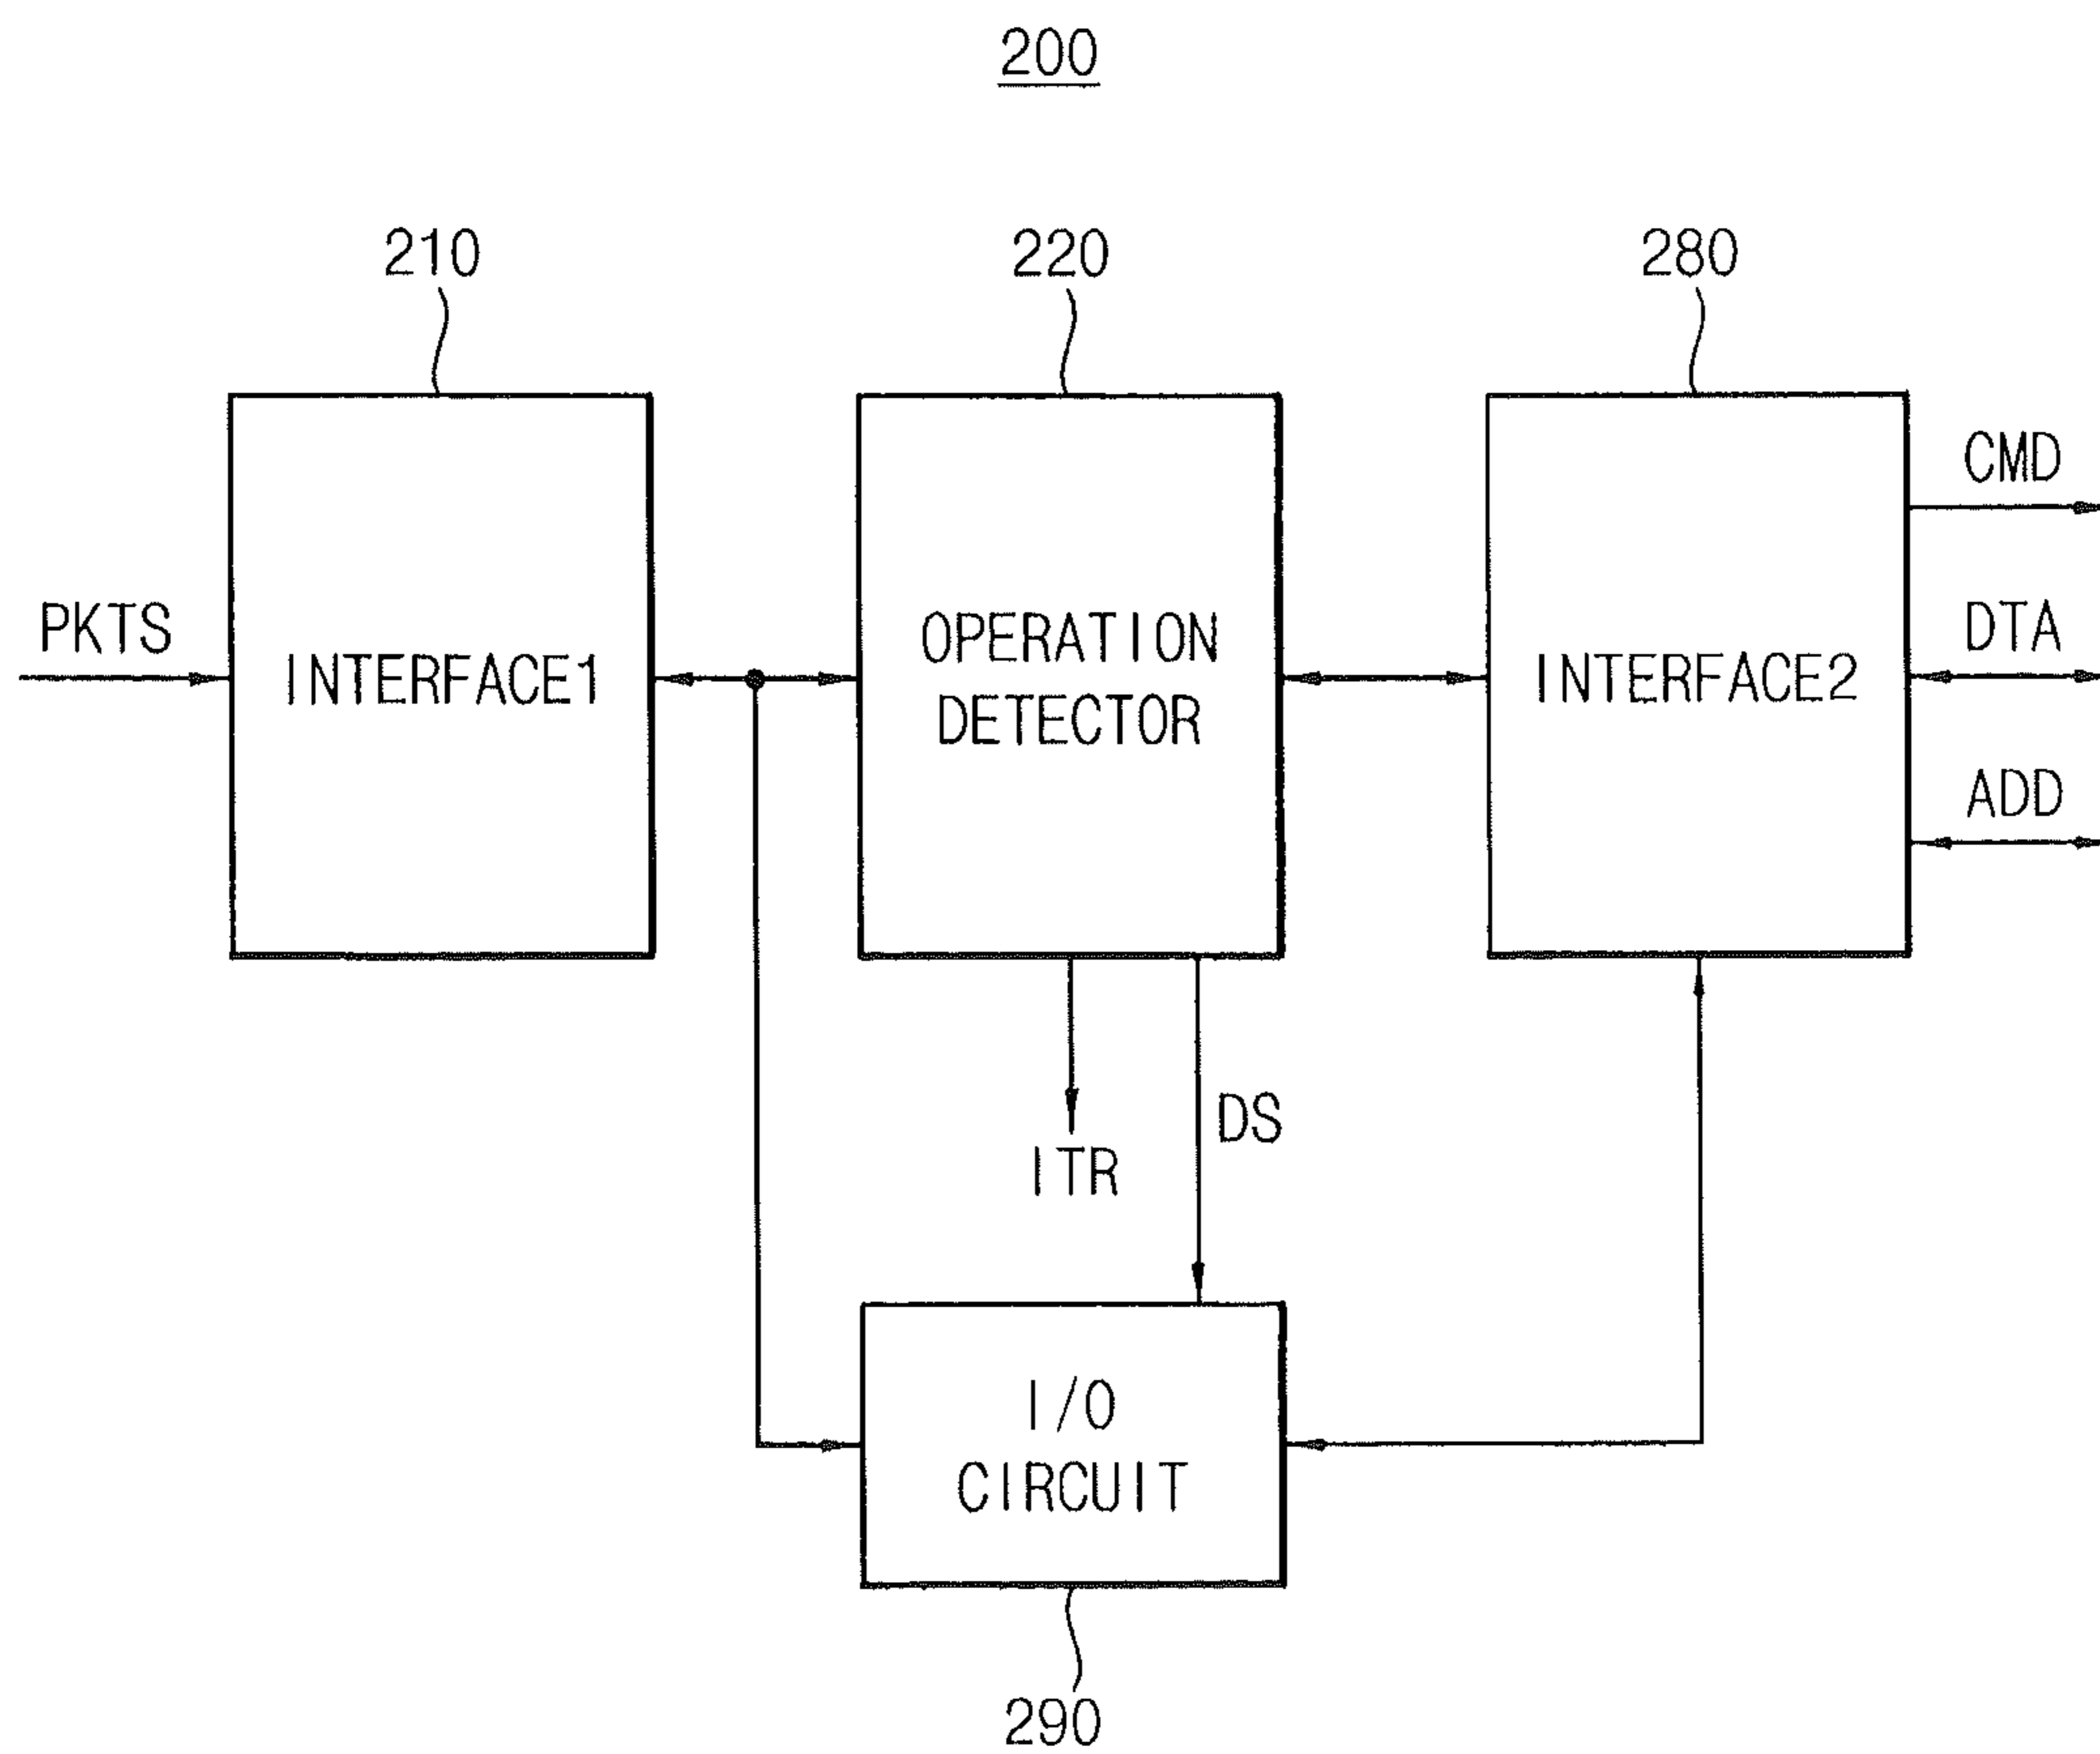 200
210
220
280
PKTS
INTERFACE1
OPERATION
DETECTOR
INTERFACE2
CMD
DTA
ADD
ITR
DS
I/O
CIRCUIT
290